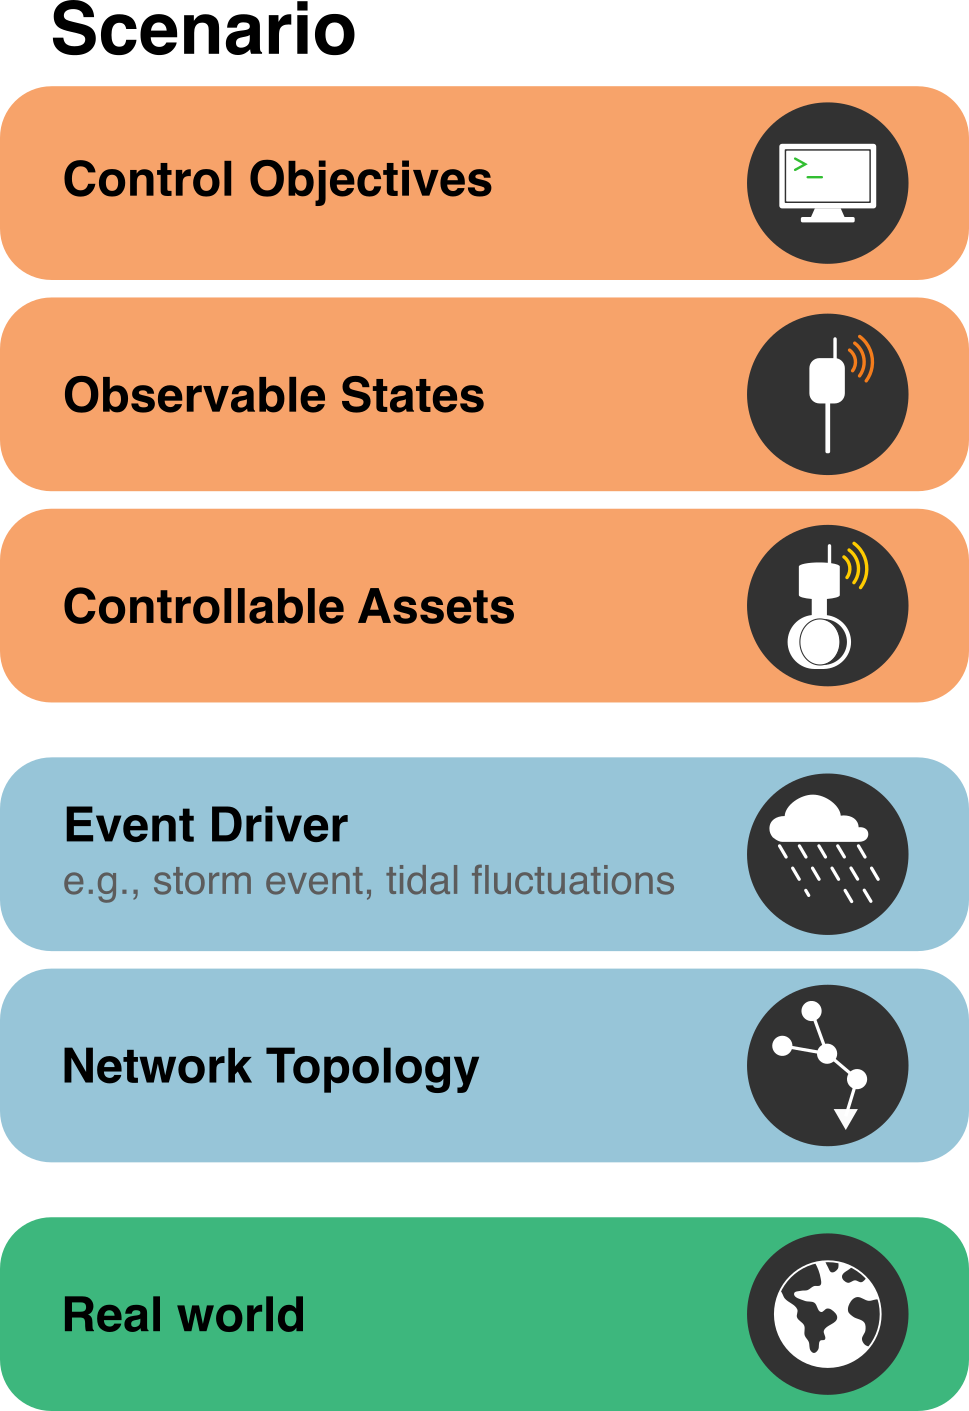 Scenario
Control Objectives
>_
Observable States
Controllable Assets
Event Driver
e.g., storm event, tidal fluctuations
Network Topology
Real world